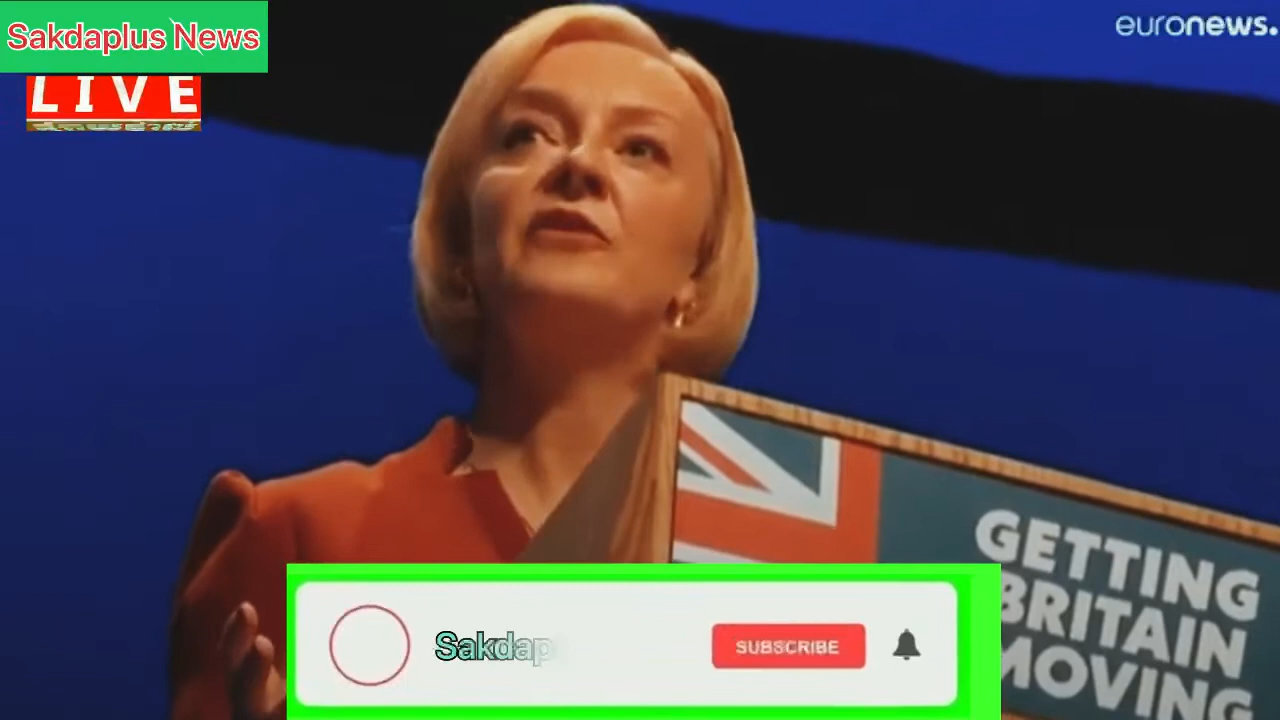 Sakdaplus News
euronews.
LIVE
GETTING
BRITAIN
MOVING
Sakdap
SUBSCRIBE